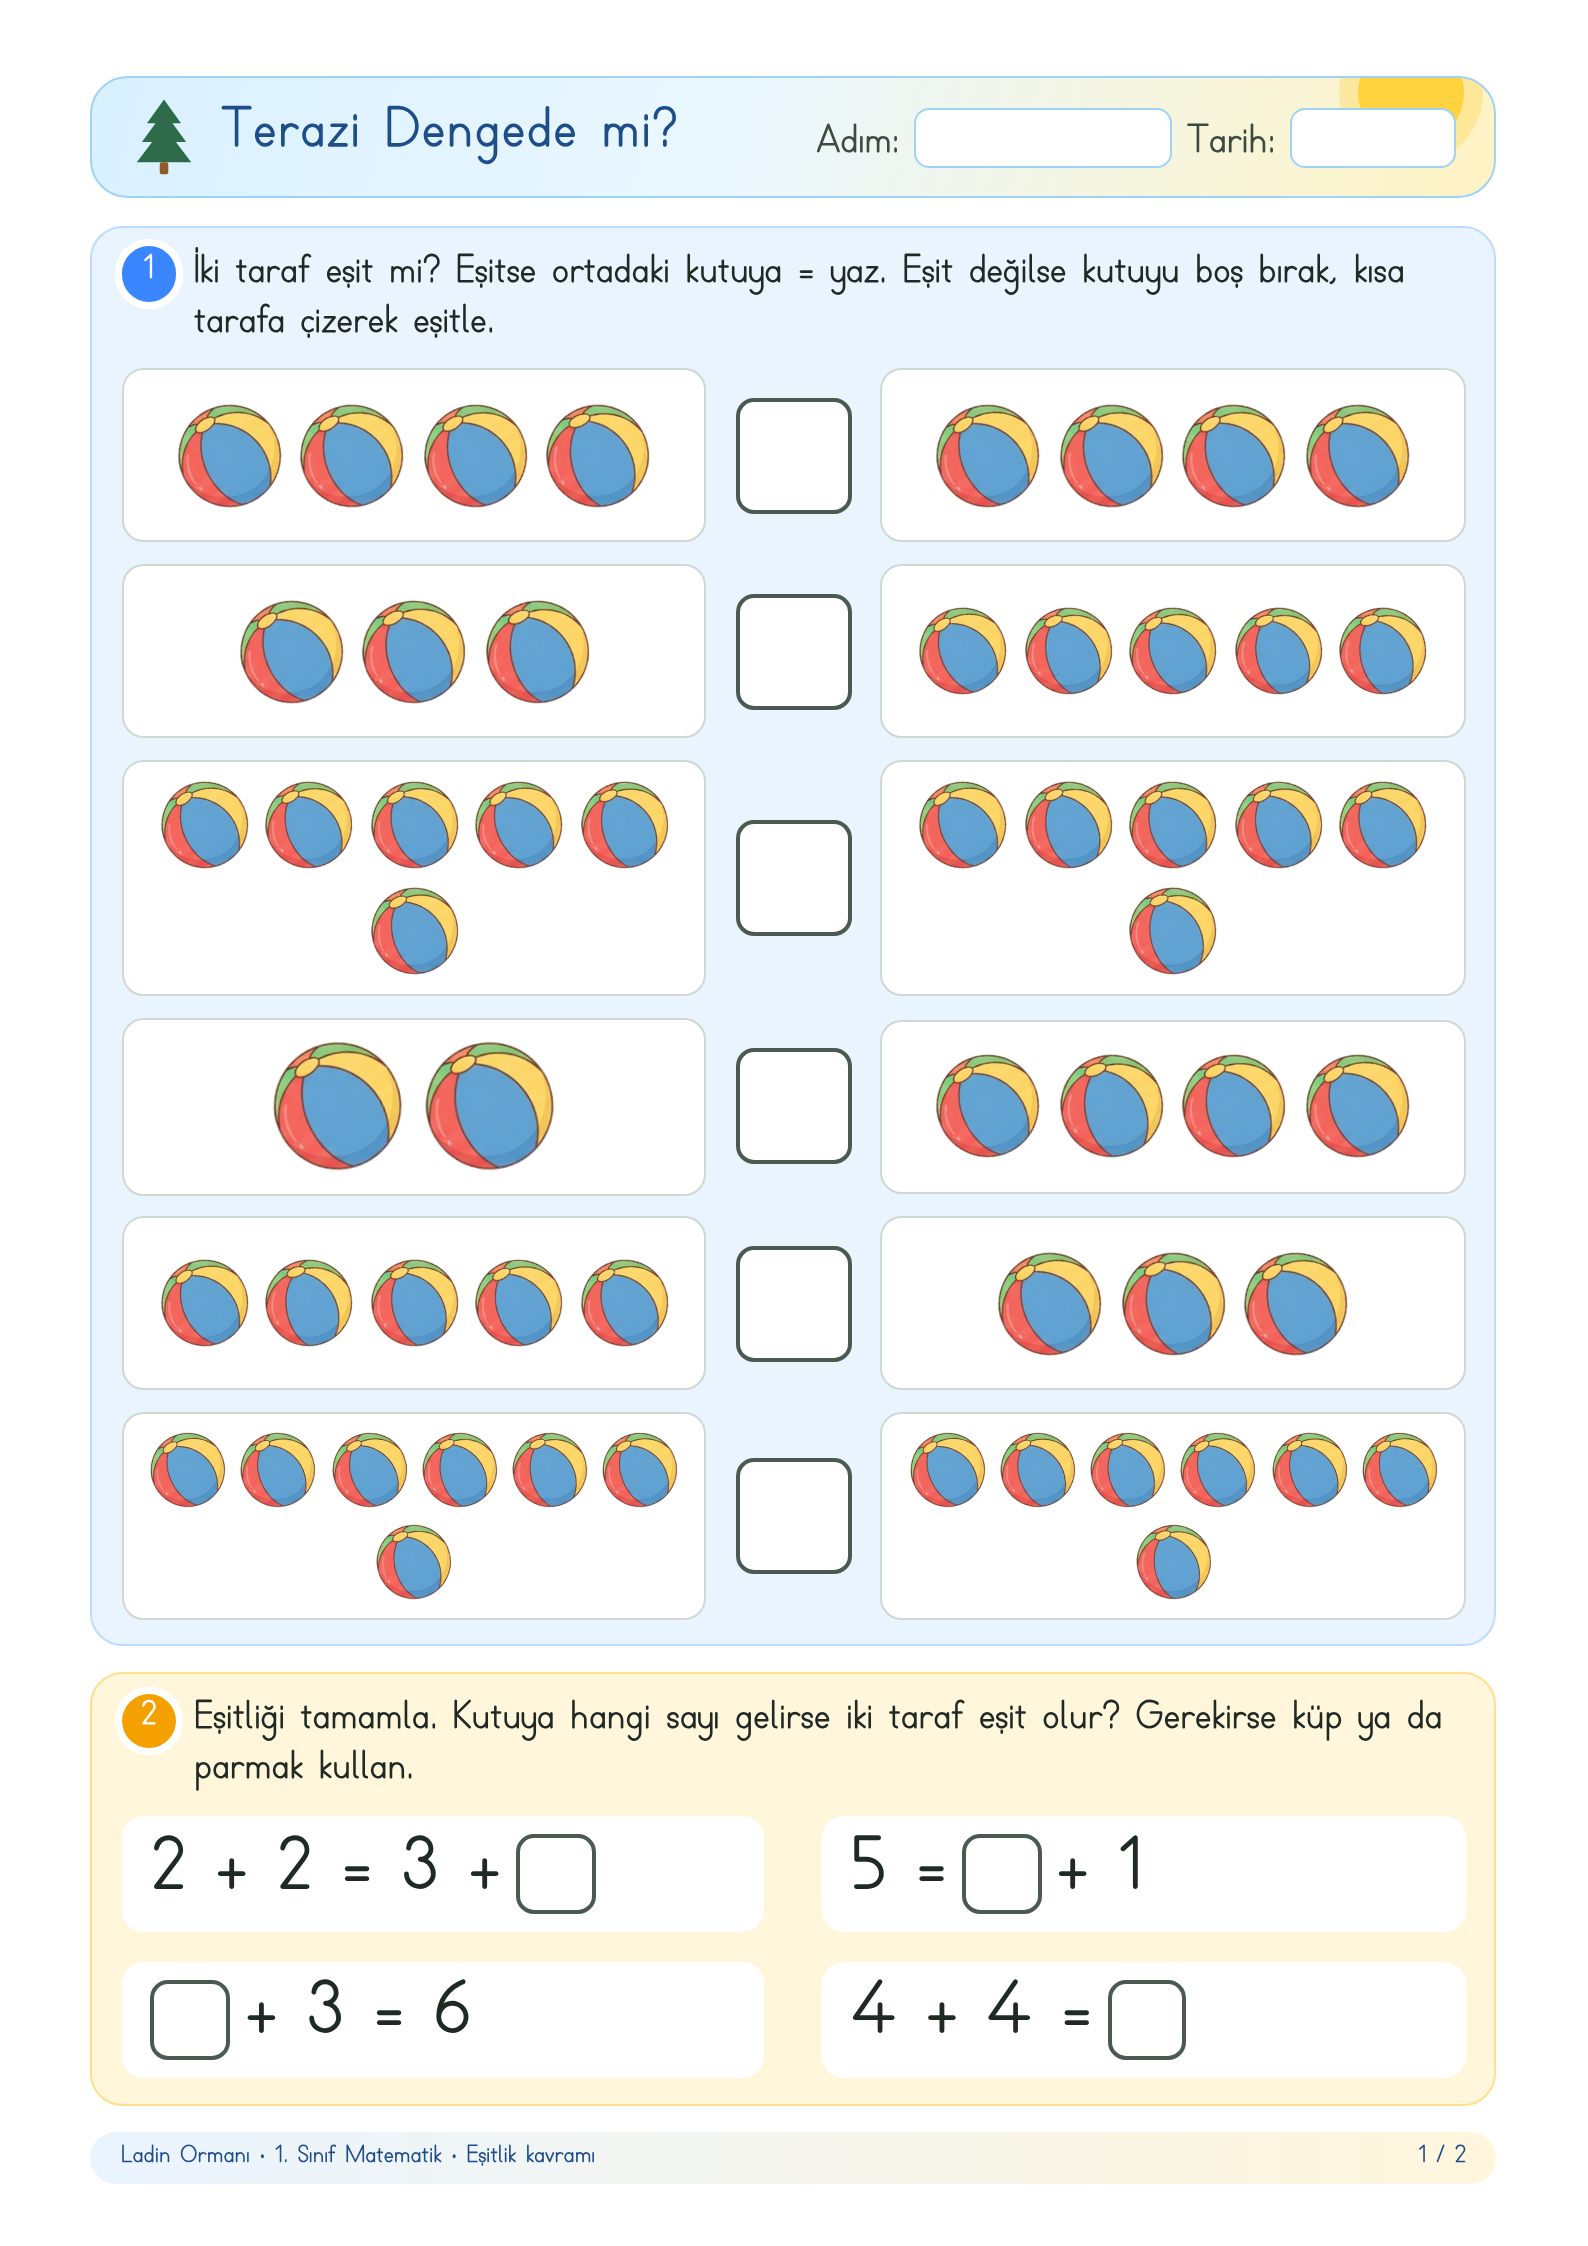 Terazi Dengede mi?
Adım:
Tarih:
1
İki taraf eşit mi? Eşitse ortadaki kutuya = yaz. Eşit değilse kutuyu boş bırak, kısa
tarafa çizerek eşitle.
2
Eşitliği tamamla. Kutuya hangi sayı gelirse iki taraf eşit olur? Gerekirse küp ya da
parmak kullan.
2 + 2 = 3 +
5 = + 1
+ 3 = 6
4 + 4 =
Ladin Ormanı • 1. Sınıf Matematik • Eşitlik kavramı
1 / 2